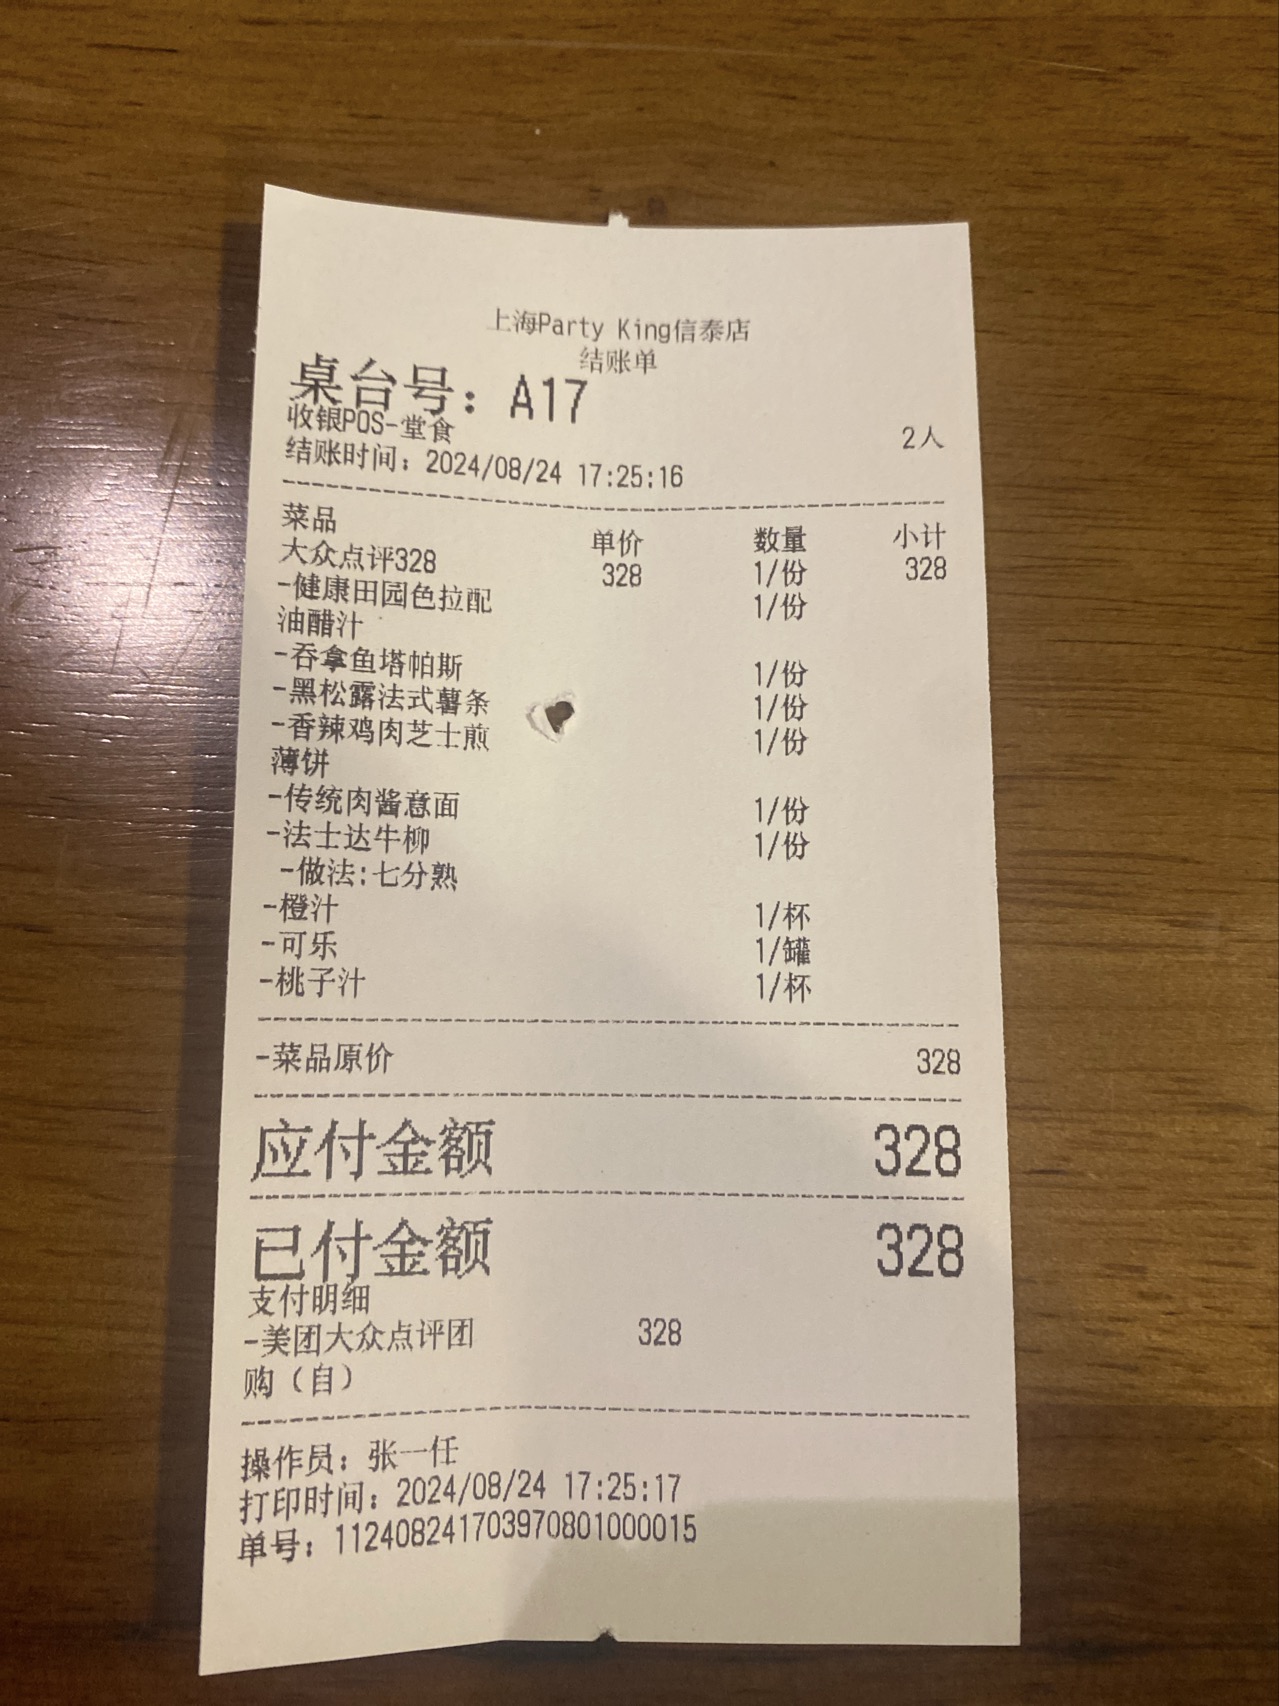 上海Party King信泰店
结账单
桌台号：A17
收银POS-堂食 2人
结账时间：2024/08/24 17:25:16
菜品 单价 数量 小计
大众点评328 328 1/份 328
-健康田园色拉配 1/份
油醋汁
-吞拿鱼塔帕斯 1/份
-黑松露法式薯条 1/份
-香辣鸡肉芝士煎 1/份
薄饼
-传统肉酱意面 1/份
-法士达牛柳 1/份
-做法:七分熟
-橙汁 1/杯
-可乐 1/罐
-桃子汁 1/杯
-菜品原价 328
应付金额 328
已付金额 328
支付明细
-美团大众点评团 328
购（自）
操作员：张一任
打印时间：2024/08/24 17:25:17
单号：112408241703970801000015